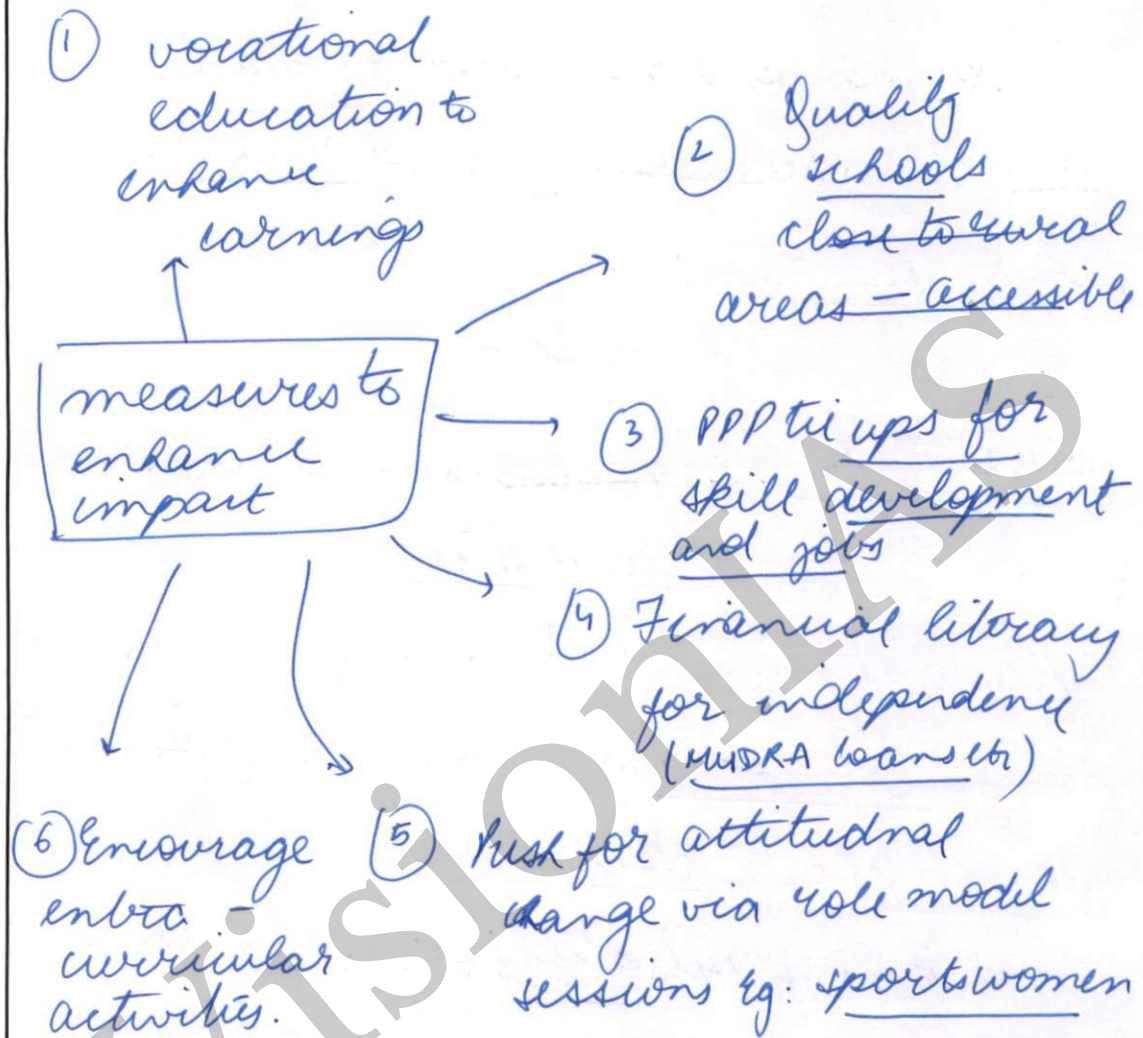 ① vocational
education to
enhance
earnings
② Quality
schools
close to rural
areas – accessible
measures to
enhance
impact
③ PPP tie ups for
skill development
and jobs
④ Financial literacy
for independence
(MUDRA loans etc)
⑤ Push for attitudnal
change via role model
sessions eg: sportswomen
⑥ Encourage
extra -
curricular
activities.
VisionIAS